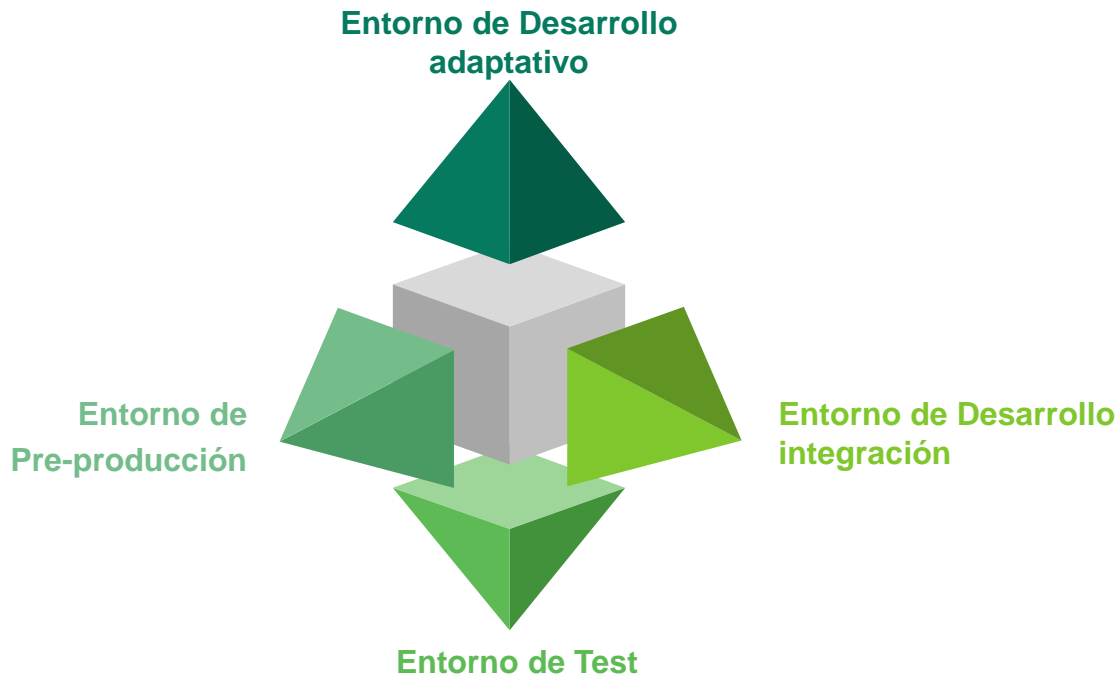 Entorno de Desarrollo
adaptativo
Entorno de
Pre-producción
Entorno de Desarrollo
integración
Entorno de Test